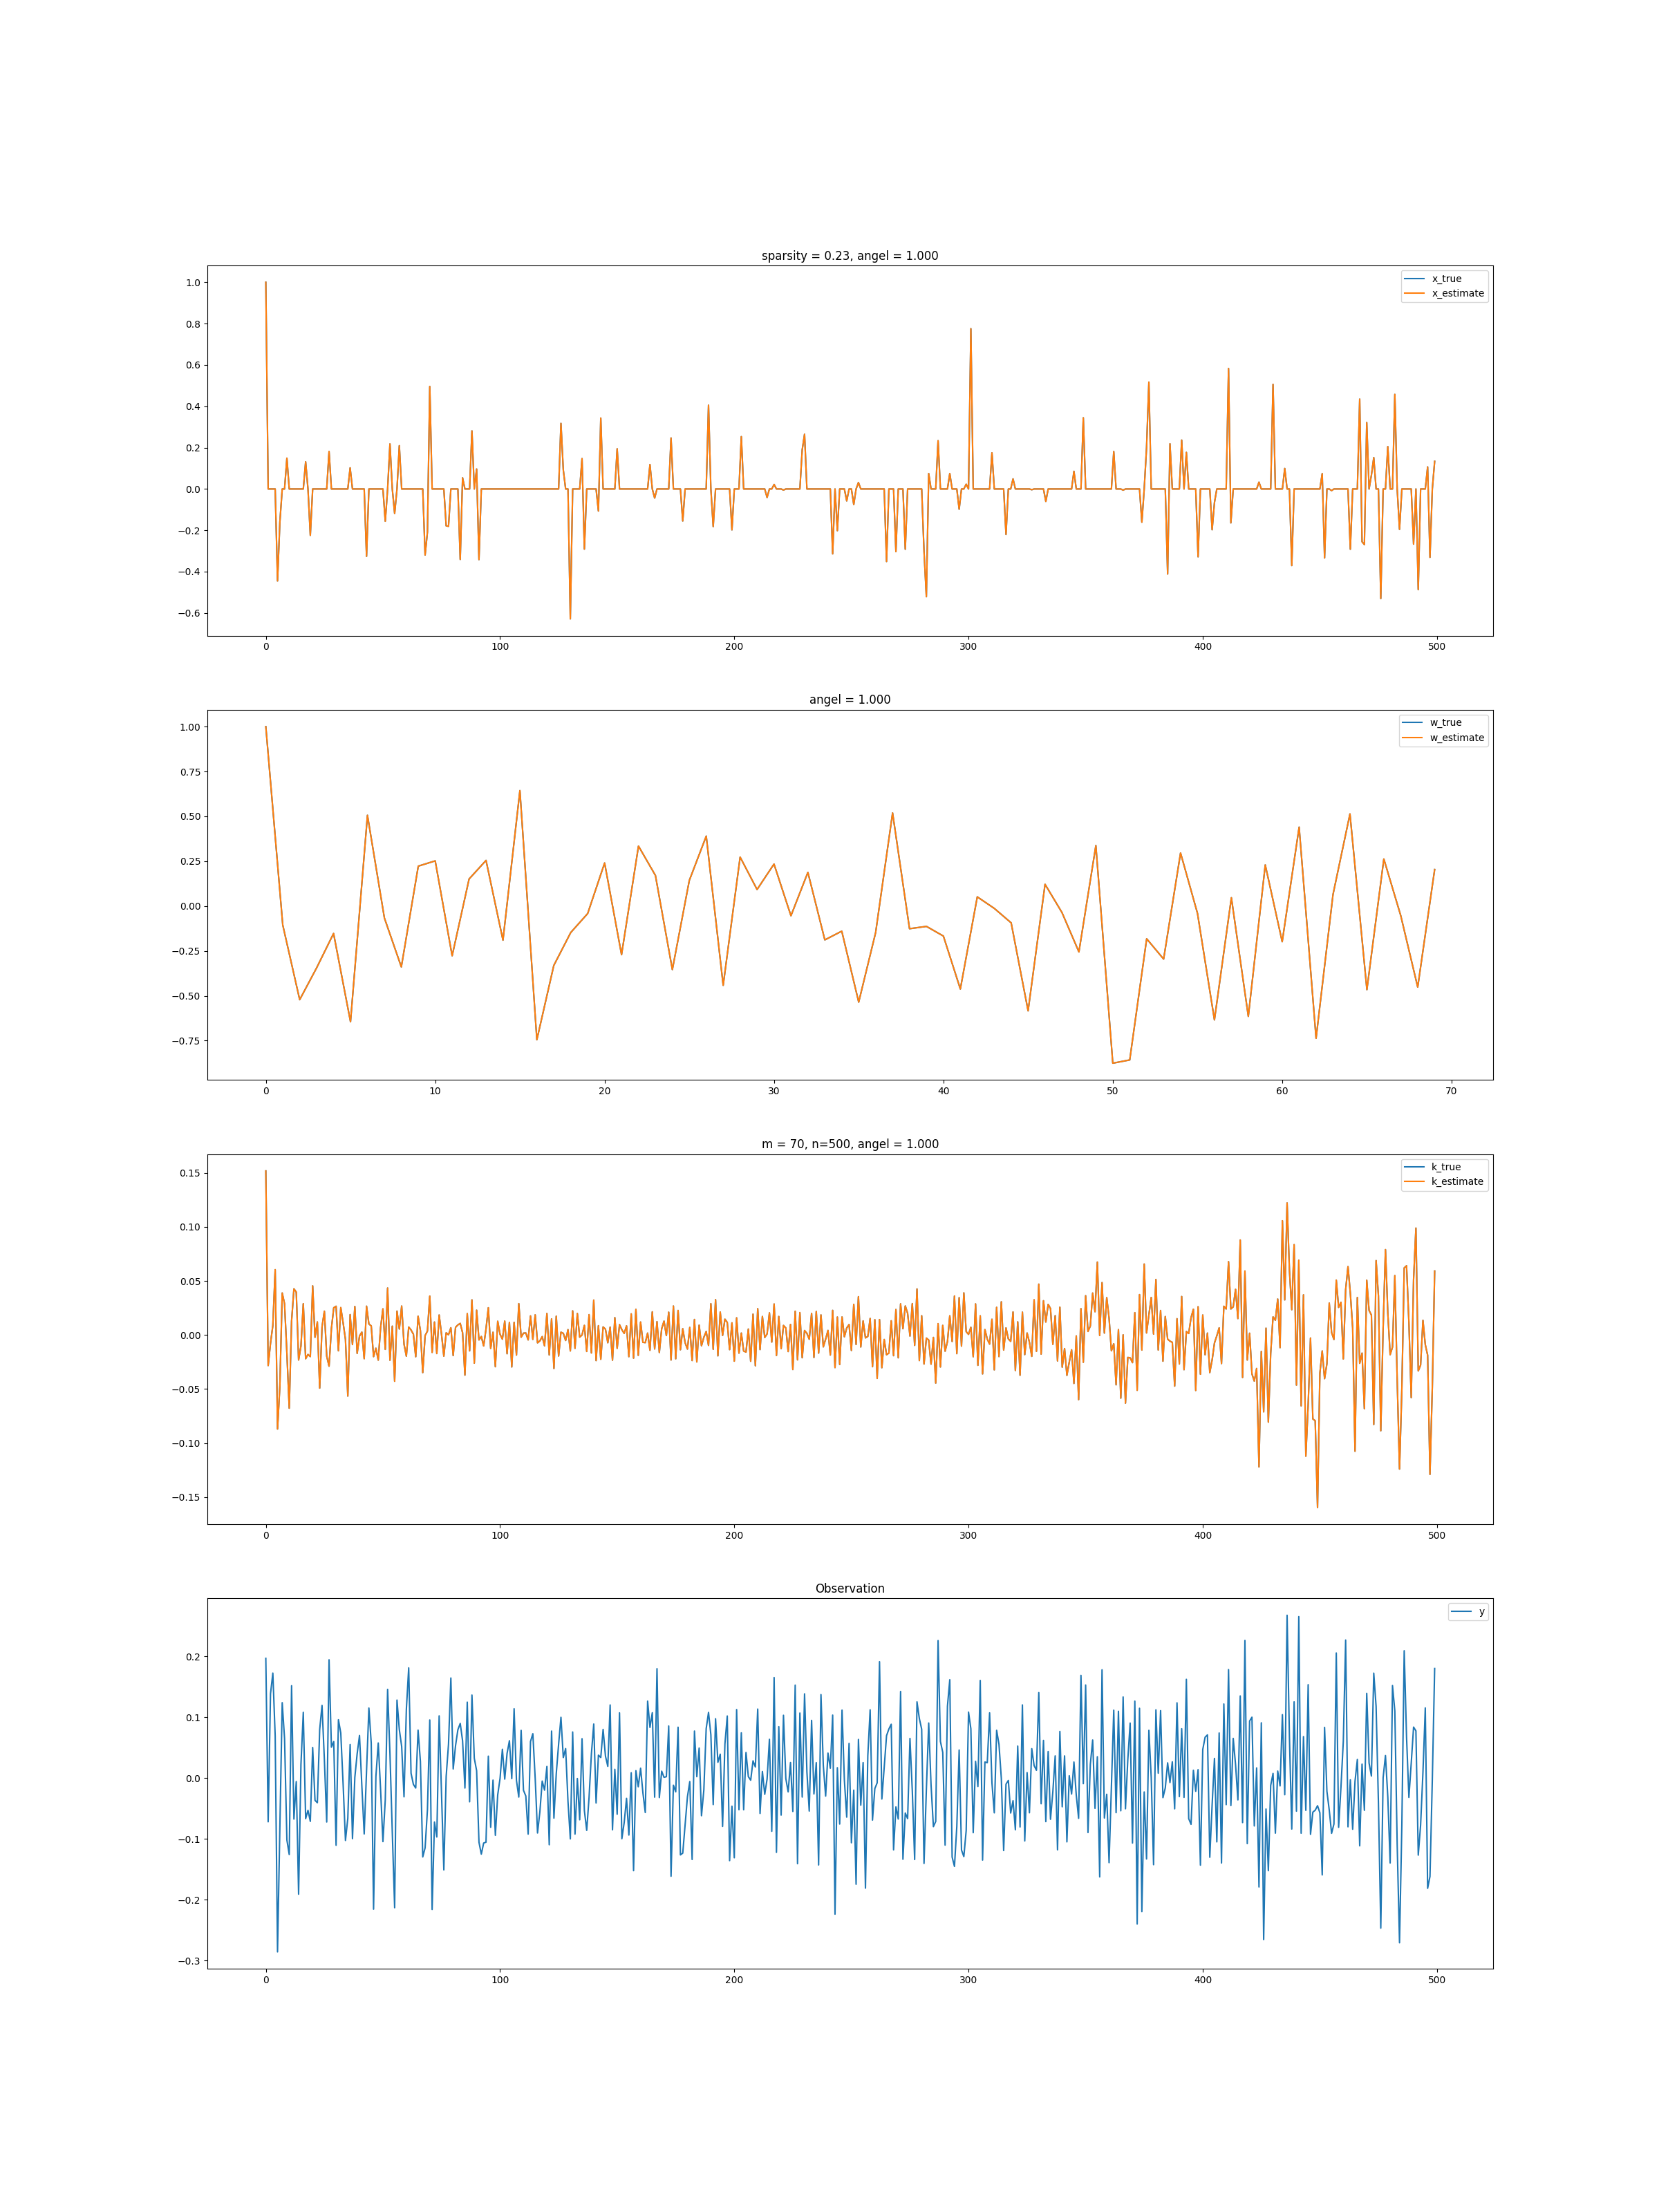 sparsity = 0.23, angel = 1.000
x_true
x_estimate
1.0
0.8
0.6
0.4
0.2
0.0
−0.2
−0.4
−0.6
0 100 200 300 400 500
angel = 1.000
w_true
w_estimate
1.00
0.75
0.50
0.25
0.00
−0.25
−0.50
−0.75
0 10 20 30 40 50 60 70
m = 70, n=500, angel = 1.000
k_true
k_estimate
0.15
0.10
0.05
0.00
−0.05
−0.10
−0.15
0 100 200 300 400 500
Observation
y
0.2
0.1
0.0
−0.1
−0.2
−0.3
0 100 200 300 400 500